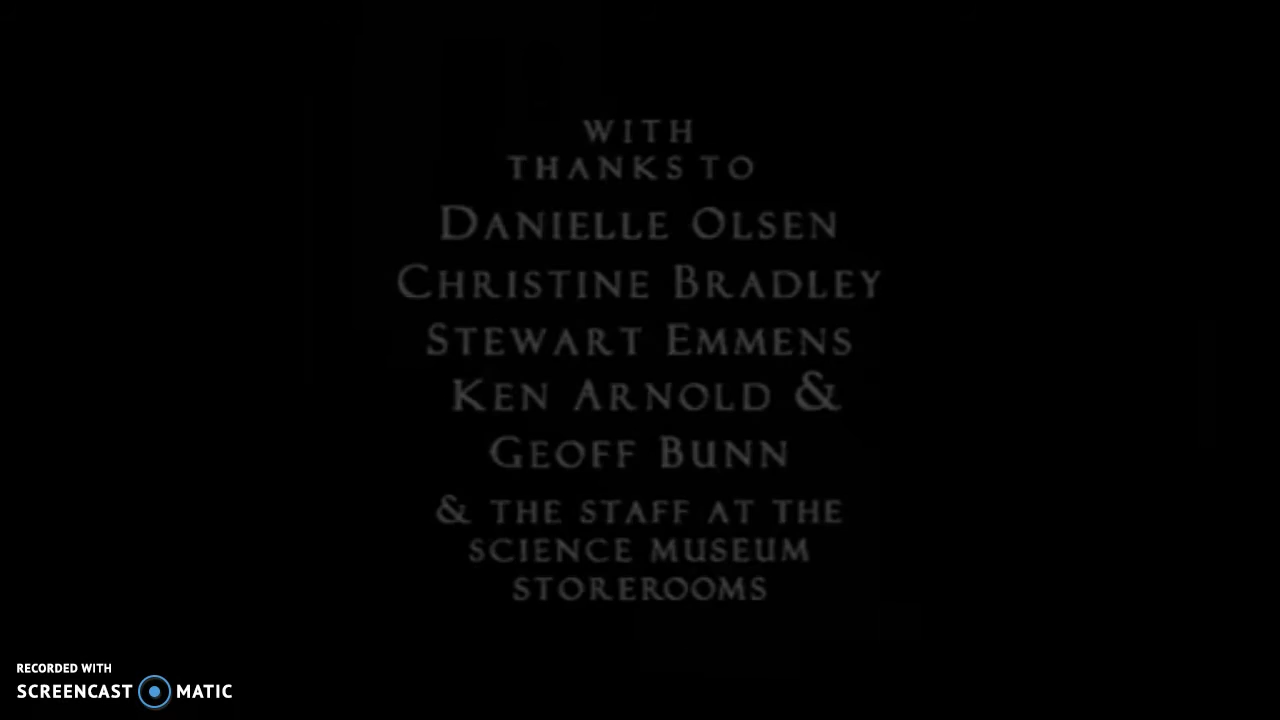 WITH
THANKS TO
DANIELLE OLSEN
CHRISTINE BRADLEY
STEWART EMMENS
KEN ARNOLD &
GEOFF BUNN
& THE STAFF AT THE
SCIENCE MUSEUM
STOREROOMS
RECORDED WITH
SCREENCAST MATIC